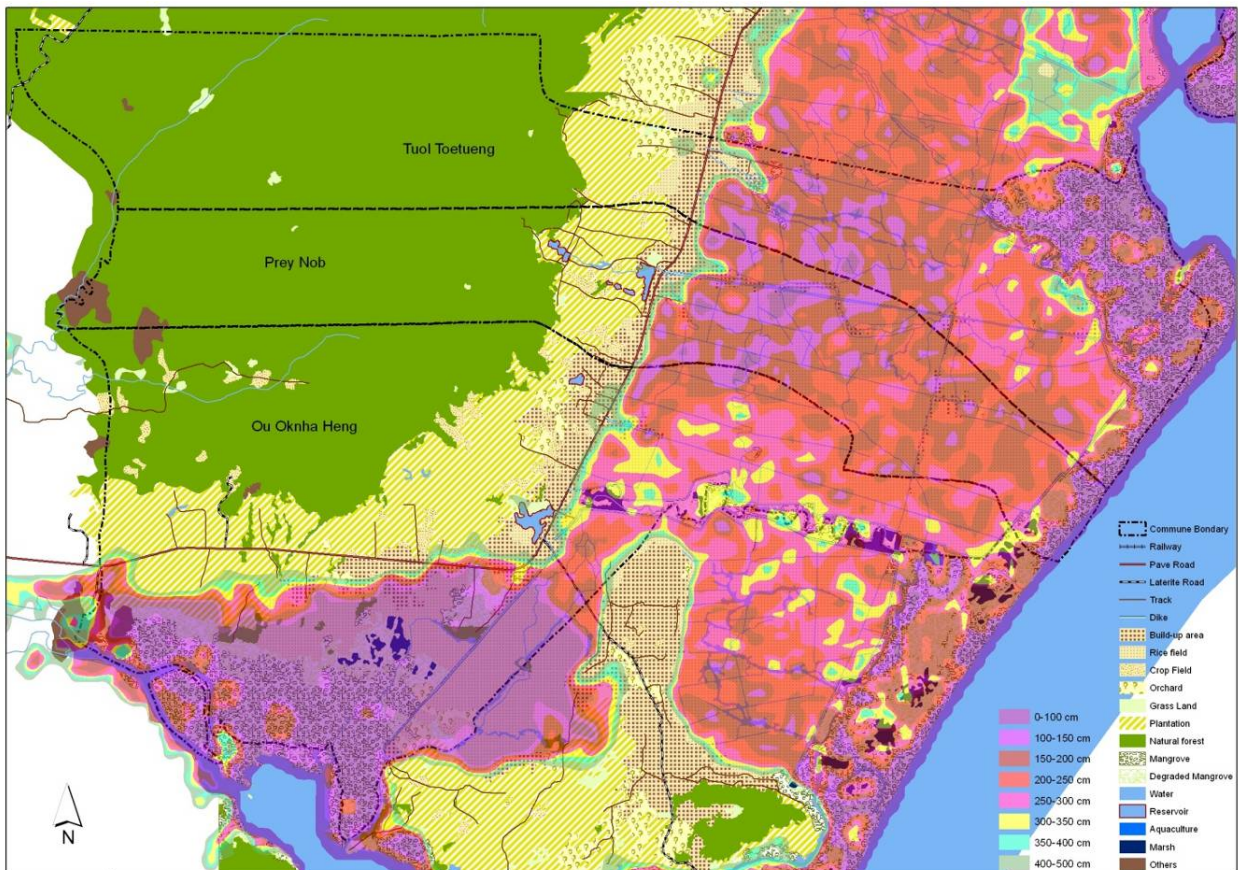 Tuol Toetueng
Prey Nob
Ou Oknha Heng
N
0-100 cm
100-150 cm
150-200 cm
200-250 cm
250-300 cm
300-350 cm
350-400 cm
400-500 cm
Commune Bondary
Railway
Pave Road
Laterite Road
Track
Dike
Build-up area
Rice field
Crop Field
Orchard
Grass Land
Plantation
Natural forest
Mangrove
Degraded Mangrove
Water
Reservoir
Aquaculture
Marsh
Others